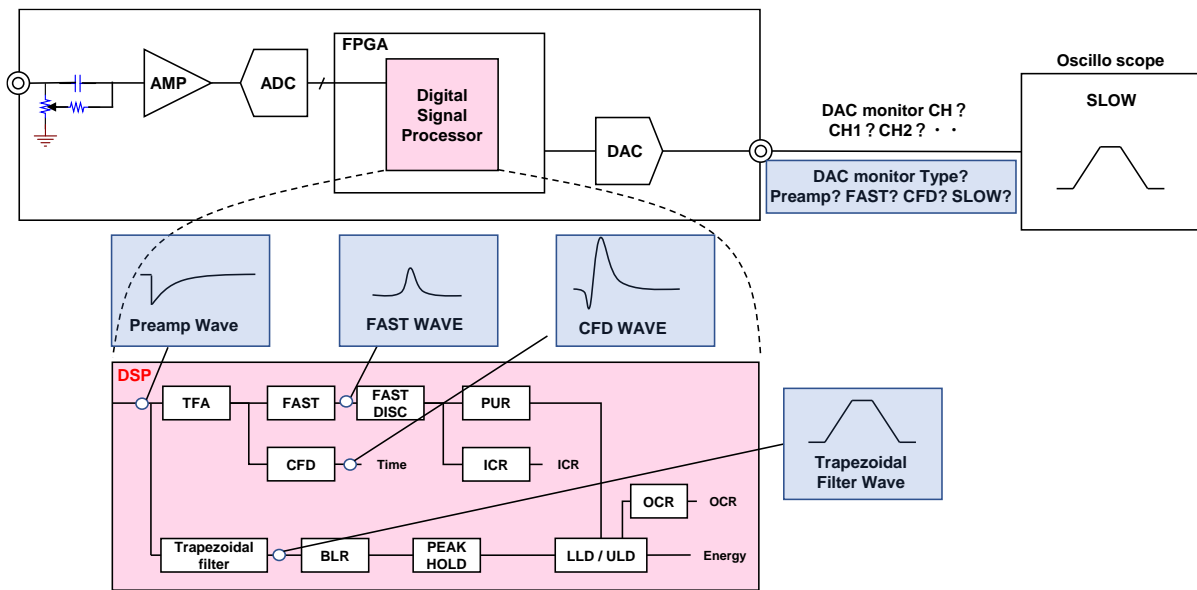 FPGA
AMP
ADC
Digital
Signal
Processor
DAC
DAC monitor CH？
CH1？CH2？・・
DAC monitor Type?
Preamp? FAST? CFD? SLOW?
Oscillo scope
SLOW
Preamp Wave
FAST WAVE
CFD WAVE
DSP
TFA
FAST
FAST
DISC
PUR
CFD
Time
ICR
ICR
Trapezoidal
Filter Wave
OCR
OCR
Trapezoidal
filter
BLR
PEAK
HOLD
LLD / ULD
Energy